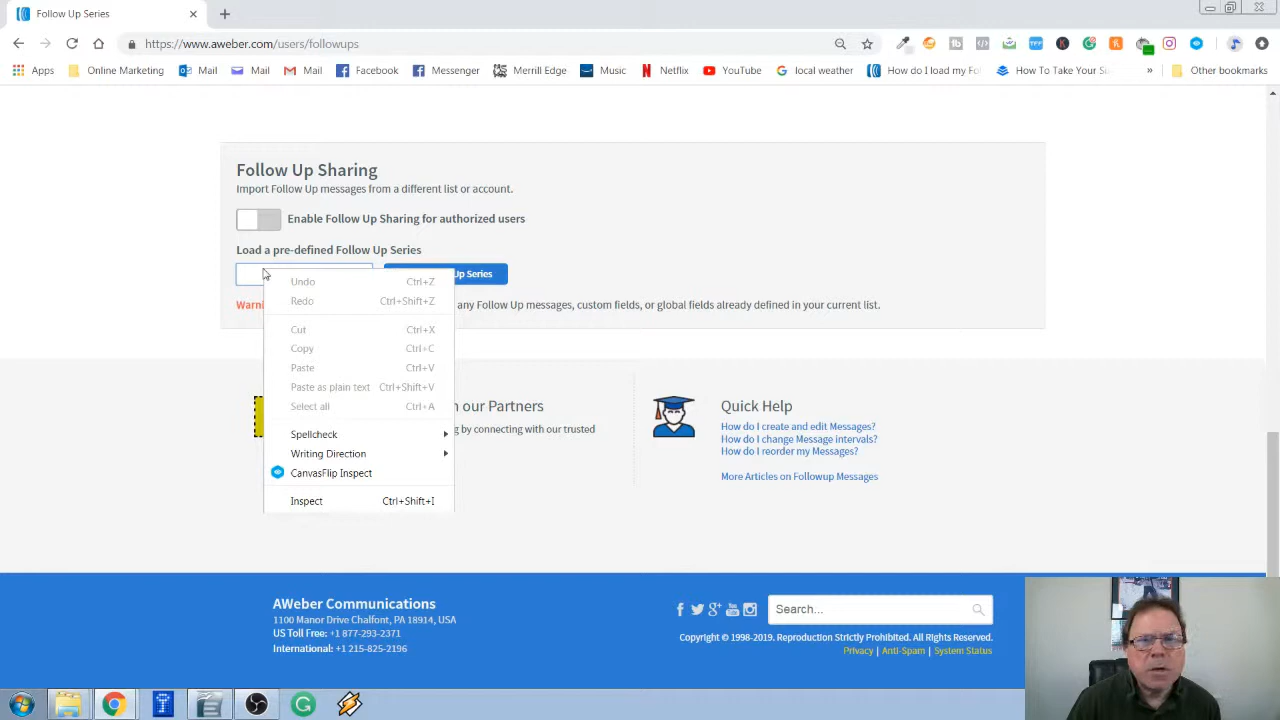 Follow Up Series
https://www.aweber.com/users/followups
Apps
Online Marketing
Mail
Mail
Mail
Facebook
Messenger
Merrill Edge
Music
Netflix
YouTube
local weather
How do I load my Fo
How To Take Your Su
»
Other bookmarks
Follow Up Sharing
Import Follow Up messages from a different list or account.
Enable Follow Up Sharing for authorized users
Load a pre-defined Follow Up Series
Up Series
Warni
any Follow Up messages, custom fields, or global fields already defined in your current list.
Undo Ctrl+Z
Redo Ctrl+Shift+Z
Cut Ctrl+X
Copy Ctrl+C
Paste Ctrl+V
Paste as plain text Ctrl+Shift+V
Select all Ctrl+A
Spellcheck
Writing Direction
CanvasFlip Inspect
Inspect Ctrl+Shift+I
our Partners
g by connecting with our trusted
Quick Help
How do I create and edit Messages?
How do I change Message intervals?
How do I reorder my Messages?
More Articles on Followup Messages
AWeber Communications
1100 Manor Drive Chalfont, PA 18914, USA
US Toll Free: +1 877-293-2371
International: +1 215-825-2196
Search...
Copyright © 1998-2019. Reproduction Strictly Prohibited. All Rights Reserved.
Privacy | Anti-Spam | System Status